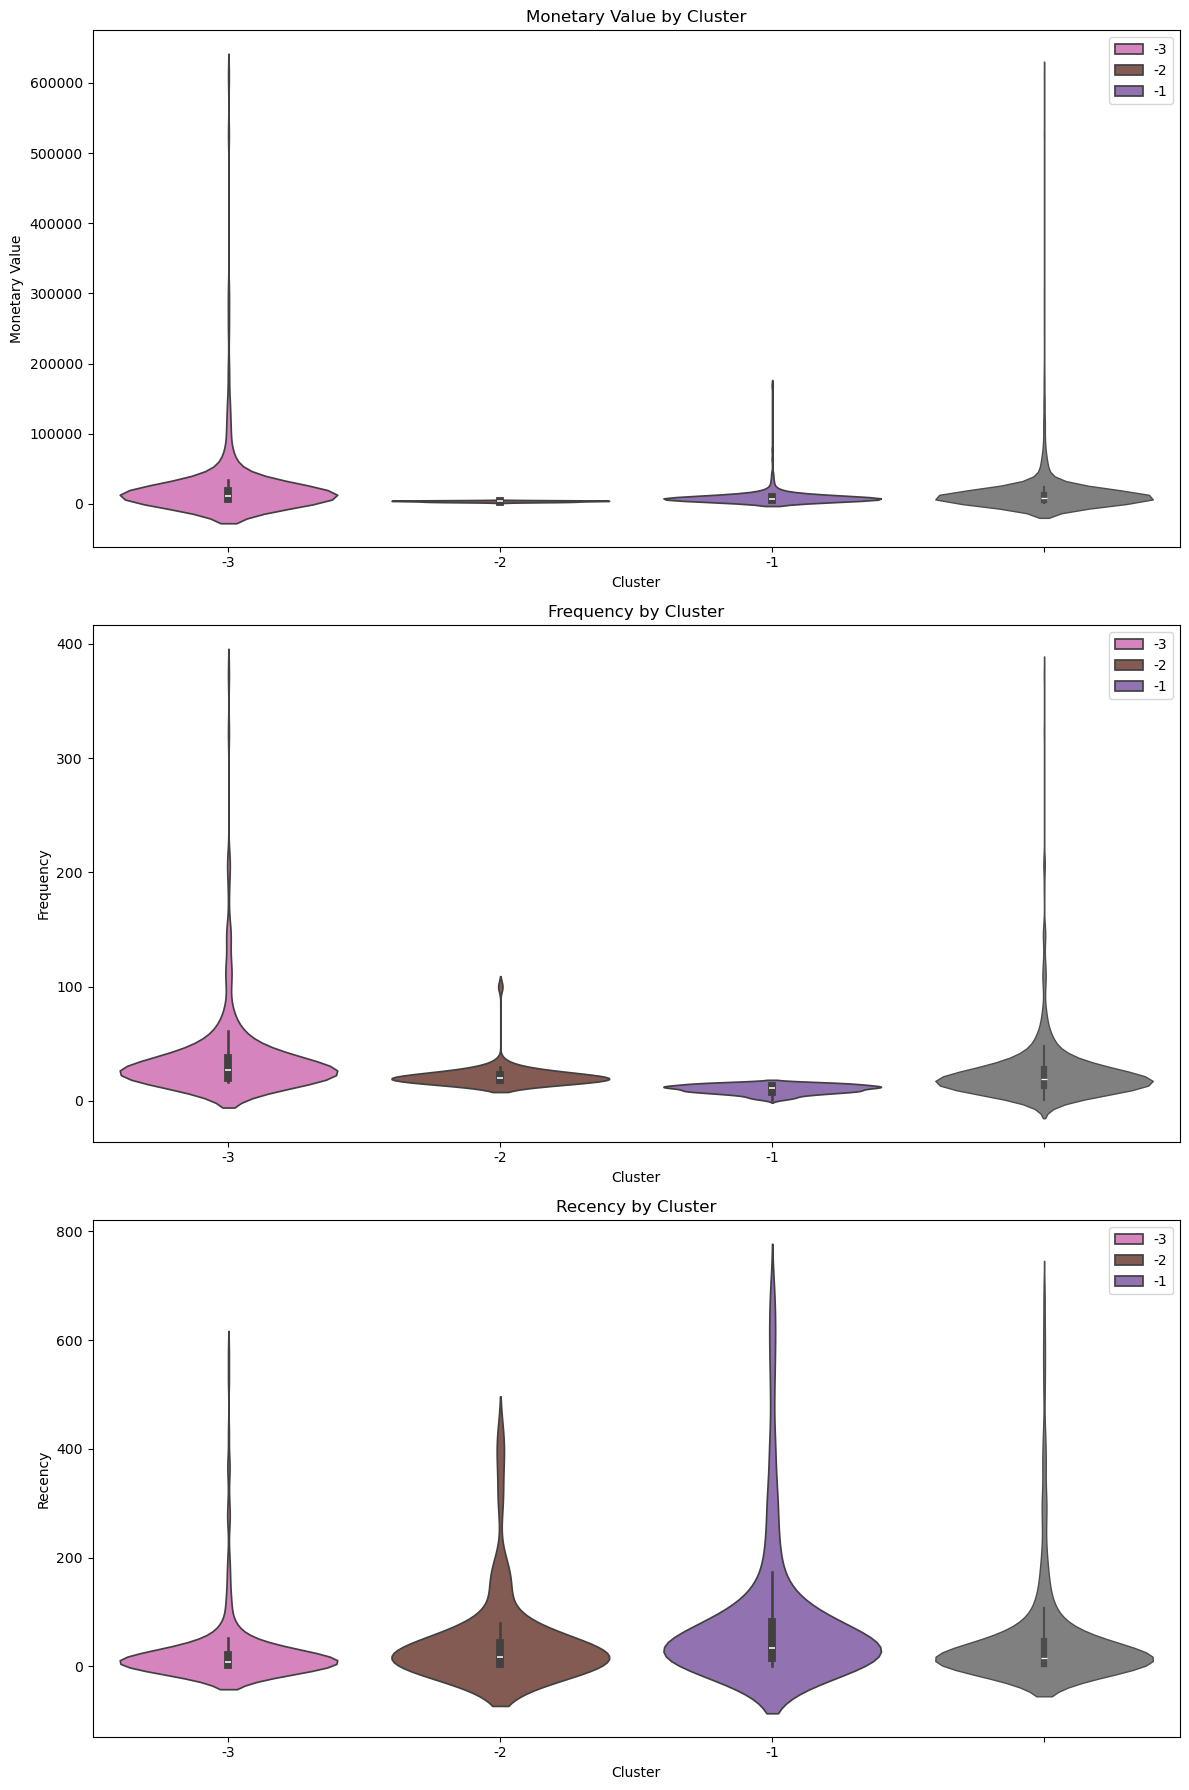 Monetary Value by Cluster
-3
-2
-1
600000
500000
400000
300000
200000
100000
0
Monetary Value
-3 -2 -1
Cluster
Frequency by Cluster
-3
-2
-1
400
300
200
100
0
Frequency
-3 -2 -1
Cluster
Recency by Cluster
-3
-2
-1
800
600
400
200
0
Recency
-3 -2 -1
Cluster